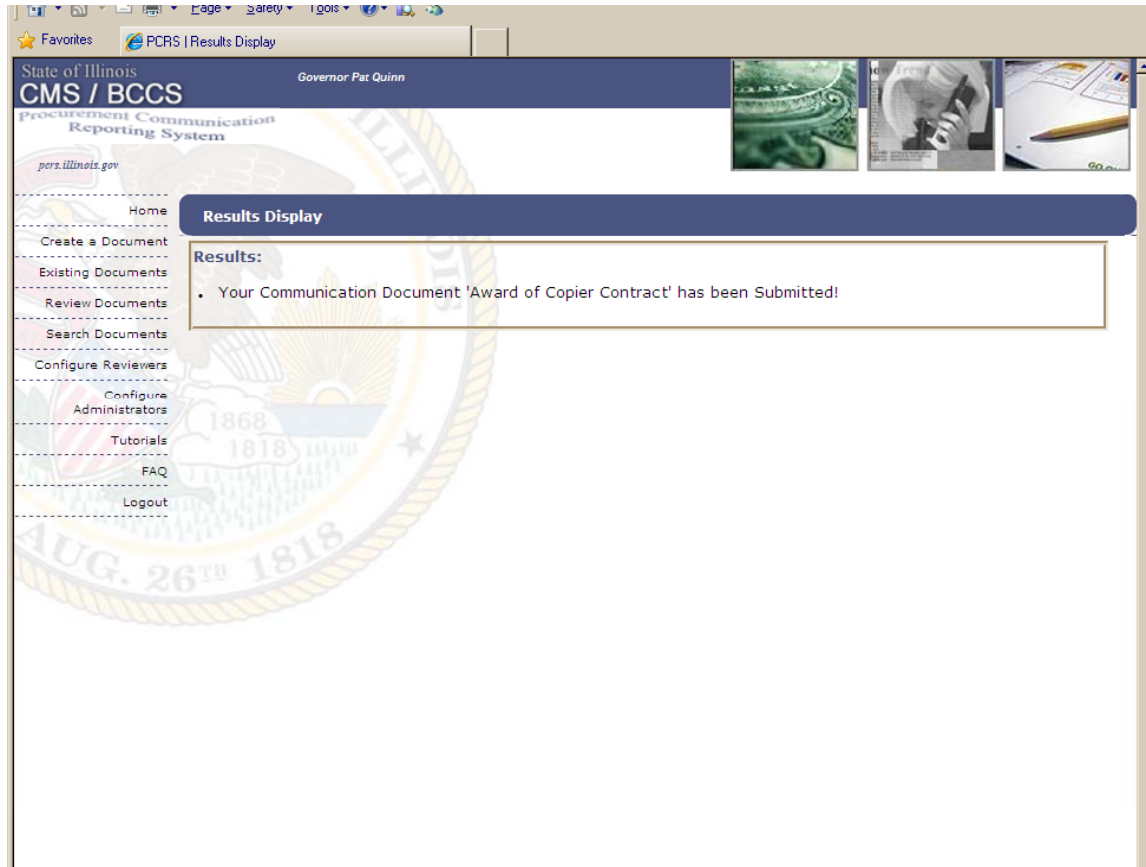 Page Safety Tools
Favorites PCRS | Results Display
State of Illinois
CMS / BCCS
Governor Pat Quinn
Procurement Communication
Reporting System
pcrs.illinois.gov
Home
Create a Document
Existing Documents
Review Documents
Search Documents
Configure Reviewers
Configure
Administrators
Tutorials
FAQ
Logout
Results Display
Results:
• Your Communication Document 'Award of Copier Contract' has been Submitted!
ILLINOIS
1868
1818
AUG. 26TH 1818